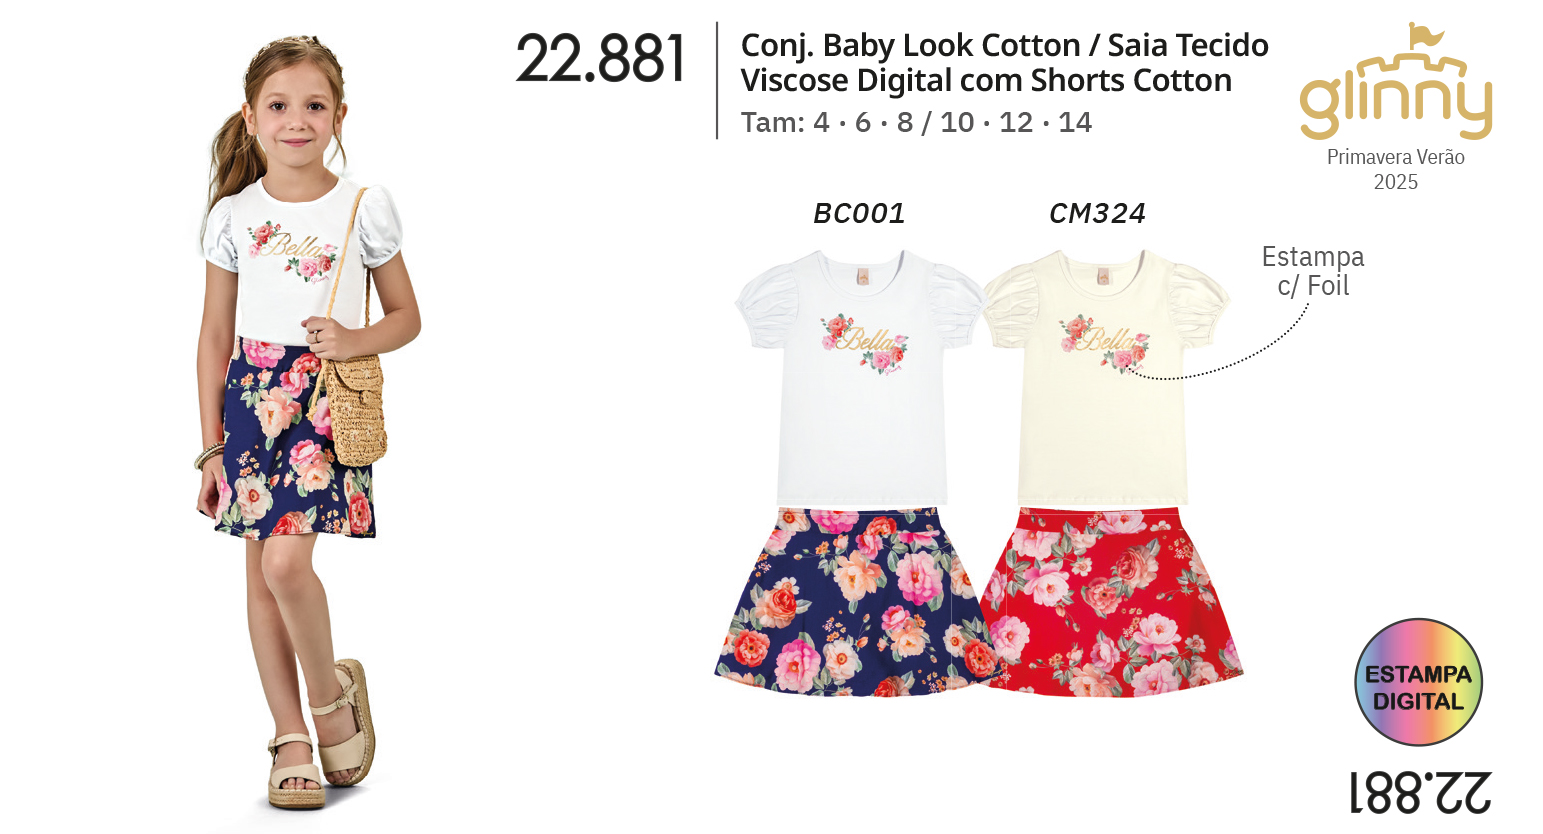 22.881
Conj. Baby Look Cotton / Saia Tecido
Viscose Digital com Shorts Cotton
Tam: 4 · 6 · 8 / 10 · 12 · 14
glinny
Primavera Verão
2025
BC001
CM324
Estampa
c/ Foil
Bella
Bella
Bella
ESTAMPA
DIGITAL
22.881